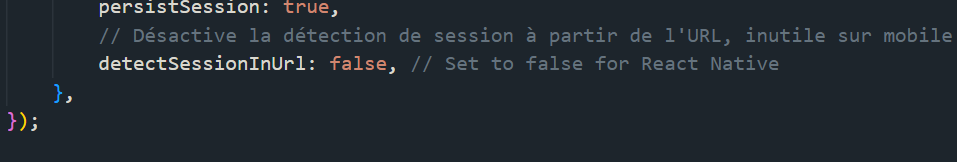 persistSession: true,
// Désactive la détection de session à partir de l'URL, inutile sur mobile
detectSessionInUrl: false, // Set to false for React Native
},
});